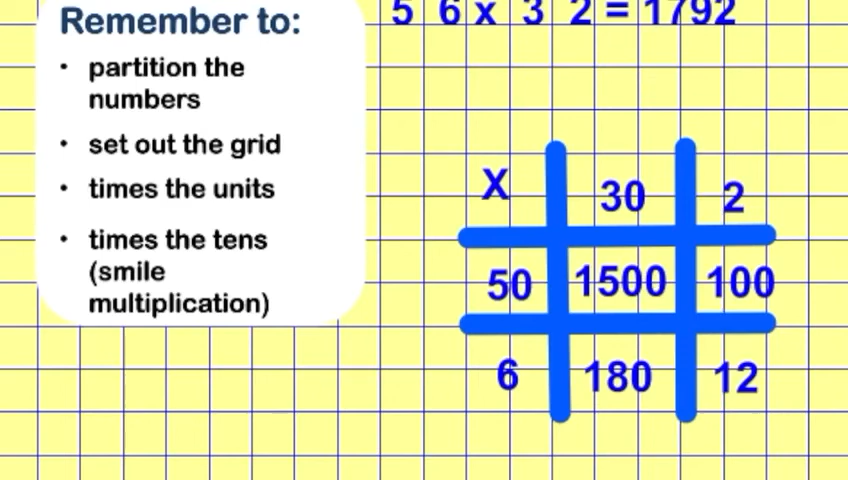 Remember to:
• partition the
numbers
• set out the grid
• times the units
• times the tens
(smile
multiplication)
5 6 x 3 2 = 1792
X 30 2
50 1500 100
6 180 12